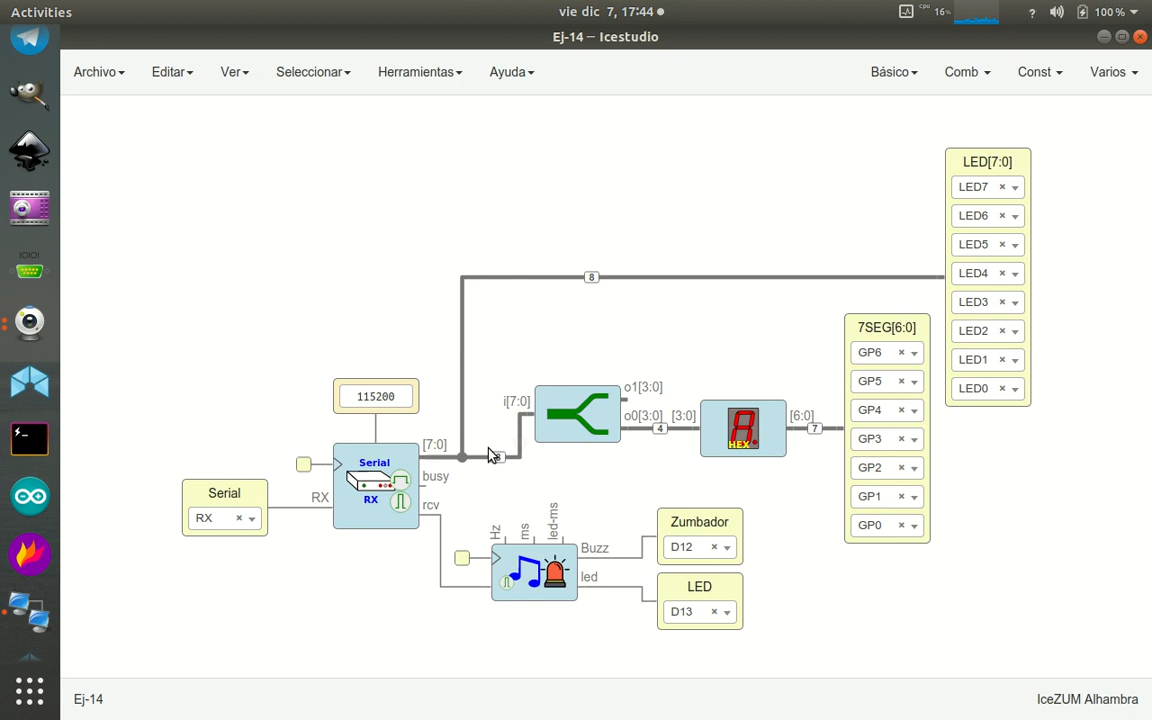 Activities
vie dic 7, 17:44
cpu 16% ? 100%
Ej-14 – Icestudio
Archivo Editar Ver Seleccionar Herramientas Ayuda Básico Comb Const Varios
LED[7:0]
LED7 ×
LED6 ×
LED5 ×
LED4 ×
LED3 ×
LED2 ×
LED1 ×
LED0 ×
8
7SEG[6:0]
GP6 ×
GP5 ×
GP4 ×
GP3 ×
GP2 ×
GP1 ×
GP0 ×
115200
i[7:0]
o1[3:0]
o0[3:0]
4
[3:0]
HEX
[6:0]
7
[7:0]
busy
rcv
Serial
RX
RX
Serial
RX ×
Hz
ms
led-ms
Buzz
led
Zumbador
D12 ×
LED
D13 ×
IOIOI
>_
Ej-14
IceZUM Alhambra